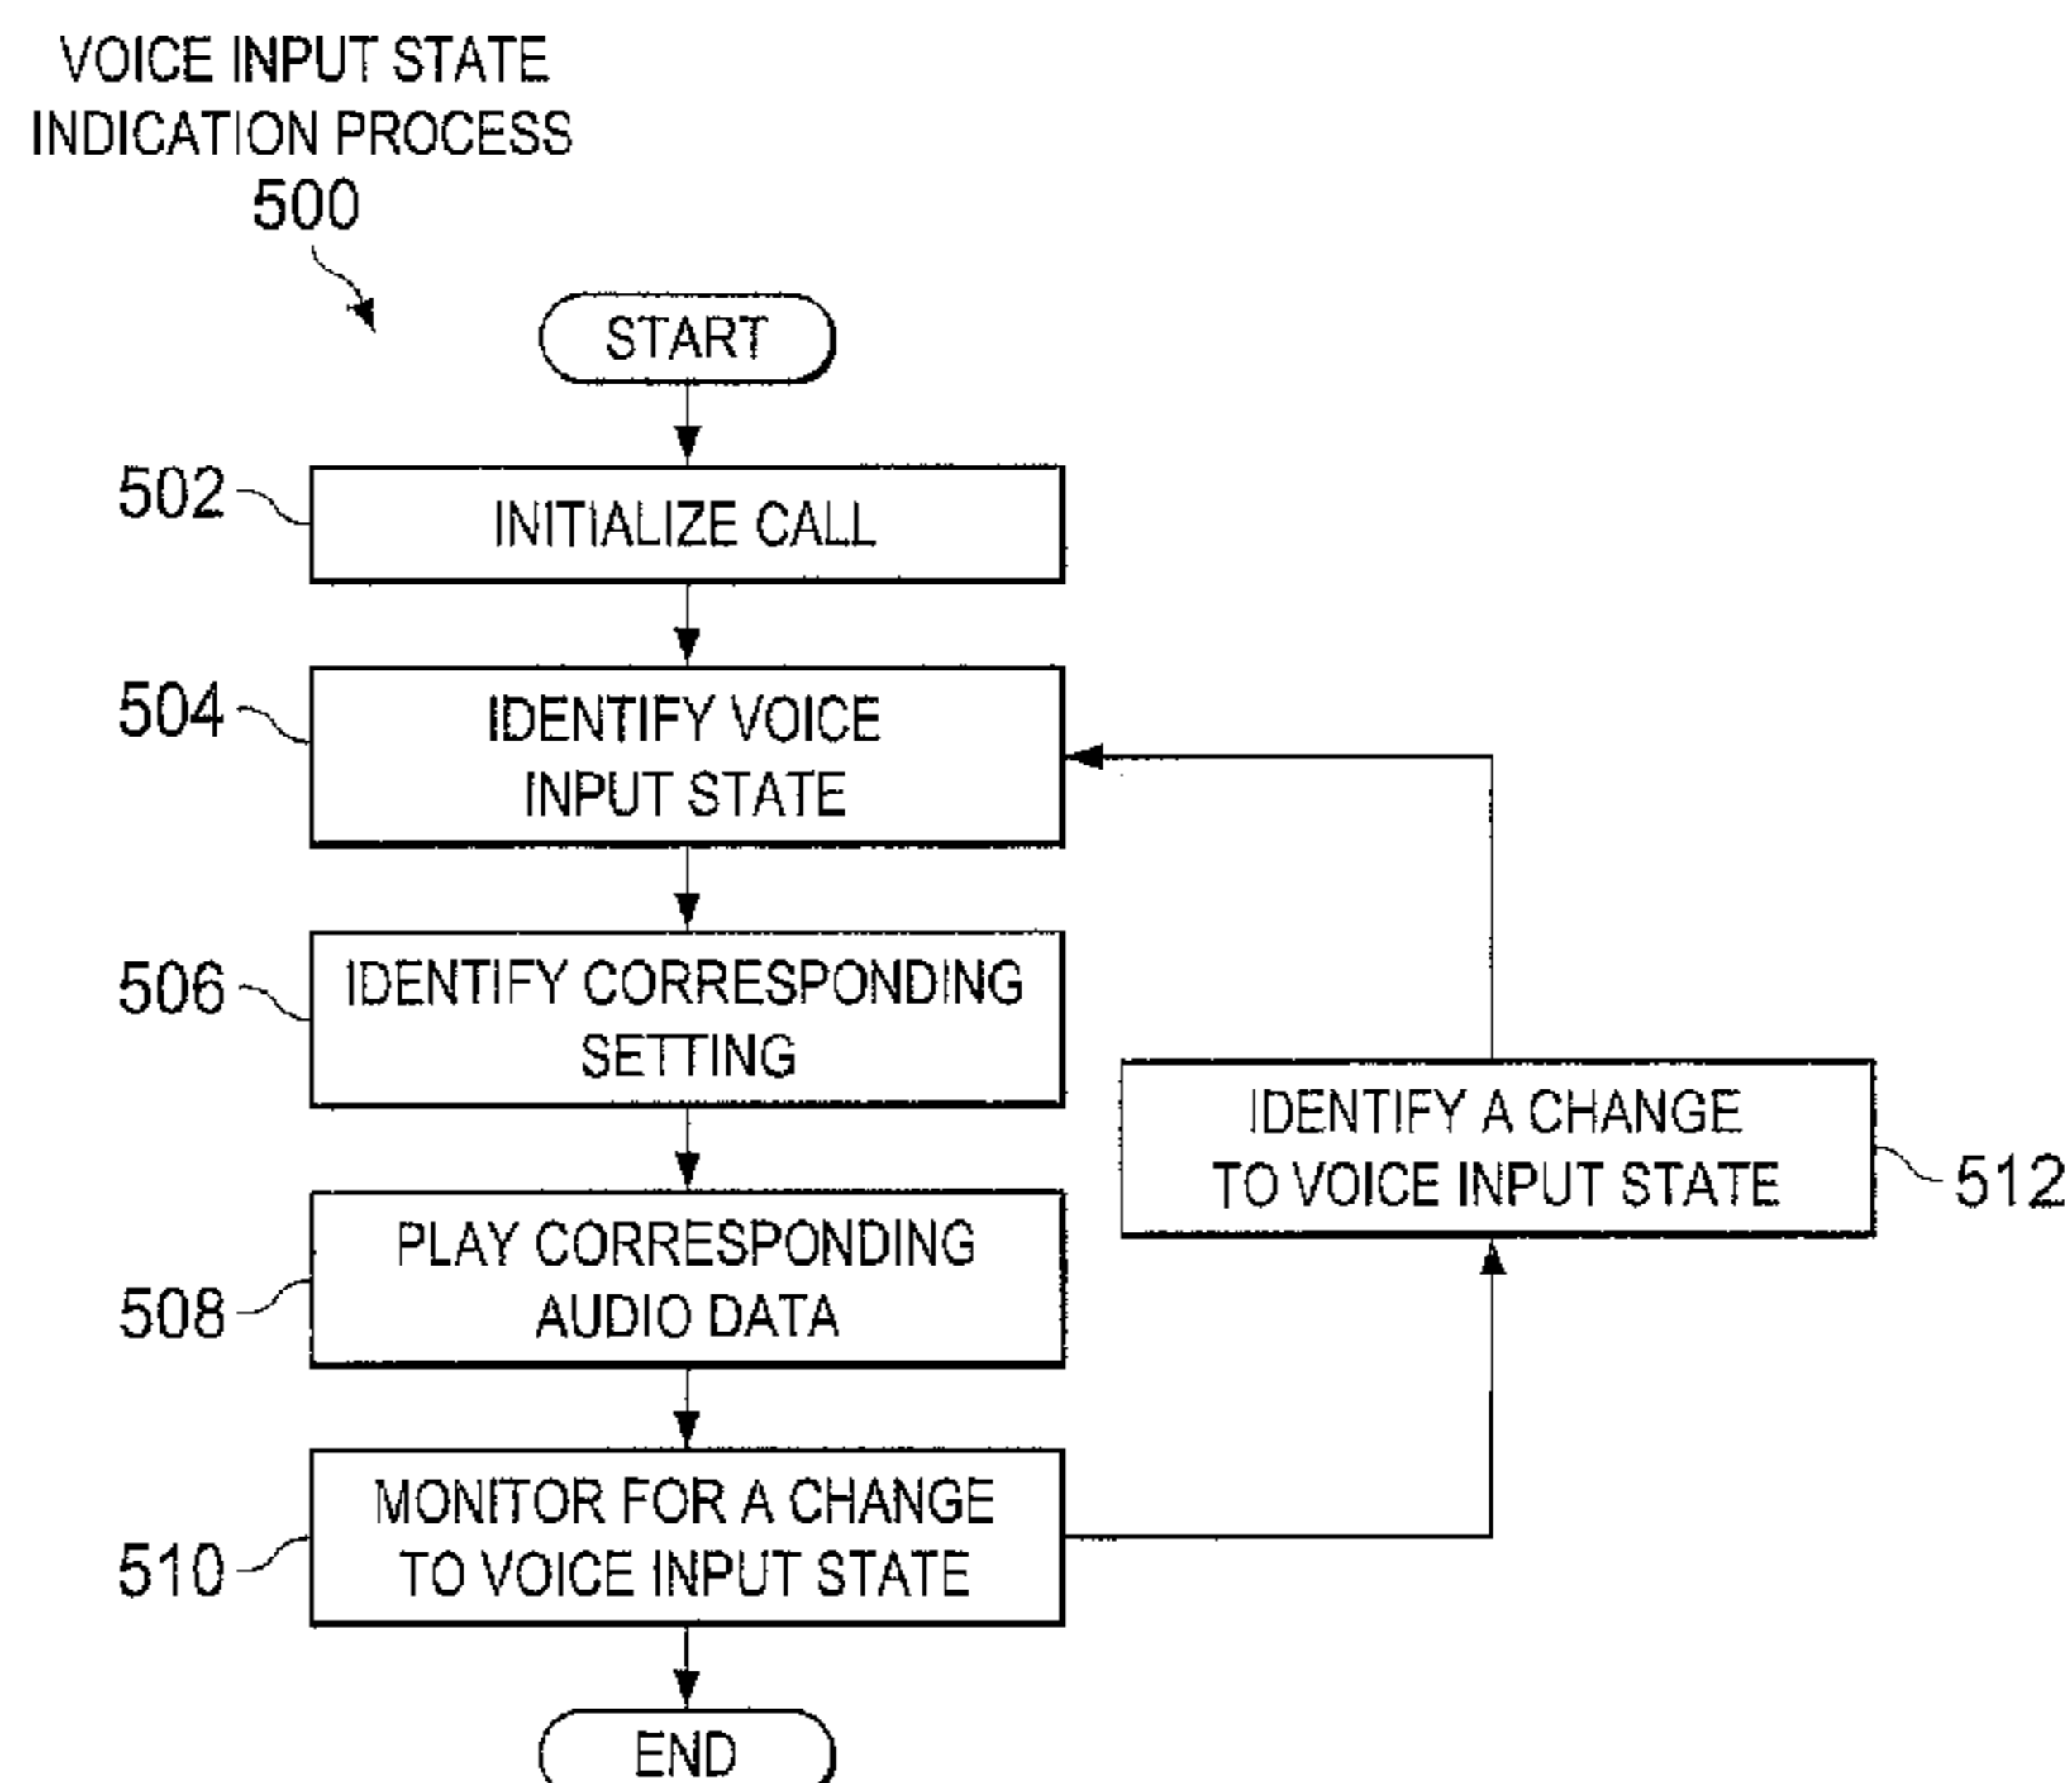 VOICE INPUT STATE
INDICATION PROCESS
500
START
502
INITIALIZE CALL
504
IDENTIFY VOICE
INPUT STATE
506
IDENTIFY CORRESPONDING
SETTING
508
PLAY CORRESPONDING
AUDIO DATA
510
MONITOR FOR A CHANGE
TO VOICE INPUT STATE
IDENTIFY A CHANGE
TO VOICE INPUT STATE
512
END